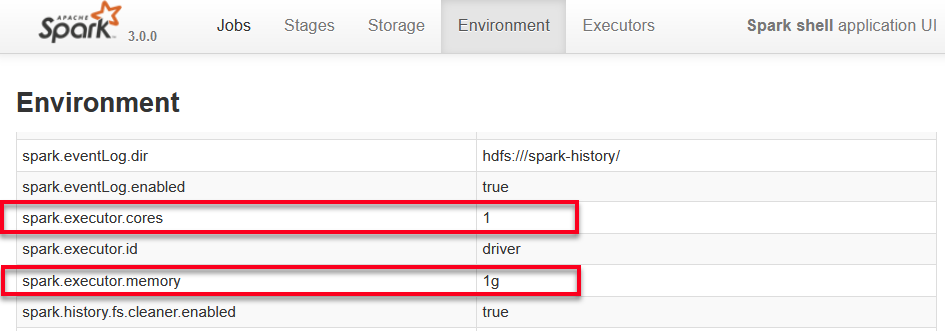 APACHE
Spark™ 3.0.0 Jobs Stages Storage Environment Executors Spark shell application UI
Environment
spark.eventLog.dir hdfs:///spark-history/
spark.eventLog.enabled true
spark.executor.cores 1
spark.executor.id driver
spark.executor.memory 1g
spark.history.fs.cleaner.enabled true